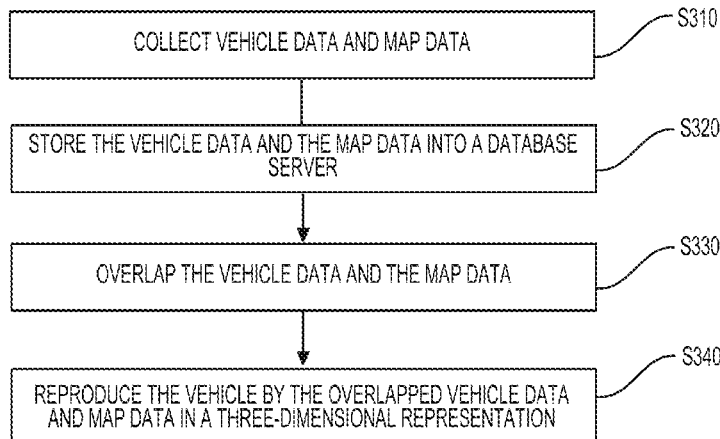 COLLECT VEHICLE DATA AND MAP DATA
S310
STORE THE VEHICLE DATA AND THE MAP DATA INTO A DATABASE
SERVER
S320
OVERLAP THE VEHICLE DATA AND THE MAP DATA
S330
REPRODUCE THE VEHICLE BY THE OVERLAPPED VEHICLE DATA
AND MAP DATA IN A THREE-DIMENSIONAL REPRESENTATION
S340